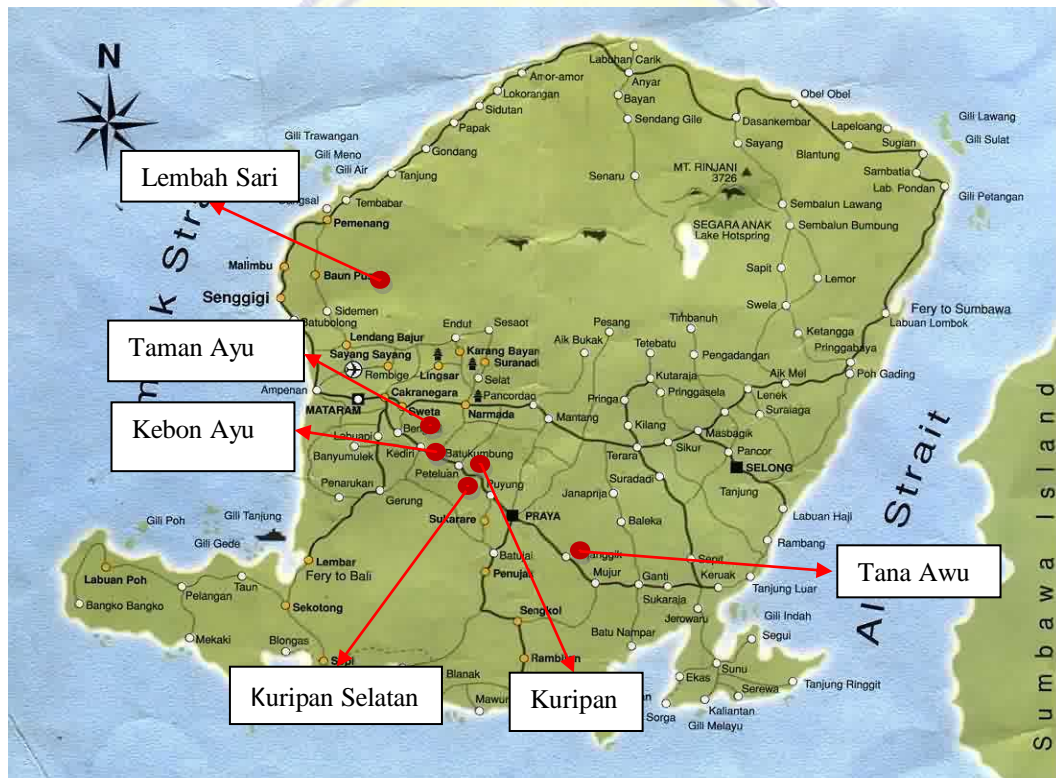 N
Labuhan Carik
Amor-amor
Anyar
Lokorangan
Bayan
Obel Obel
Sidutan
Gili Lawang
Sendang Gile
Dasankembar
Lapeloang
Gili Trawangan
Papak
Sugian
Gili Sulat
Gili Meno
Gondang
Sayang
Blantung
Gili Air
MT. RINJANI
3726
Sambatia
Lembah Sari
Tanjung
Senaru
Lab. Pondan
Gili Petangan
Tembabar
Sembalun Lawang
Pemenang
SEGARA ANAK
Lake Hotspring
Sembalun Bumbung
Malimbu
Baun
Sapit
Lemor
Senggigi
Sidemen
Swela
Fery to Sumbawa
Batubolong
Endut
Sesaot
Pesang
Timbanuh
Labuan Lombok
Taman Ayu
Lendang Bajur
Aik Bukak
Tetebatu
Ketangga
Sayang Sayang
Karang Bayan
Pengadangan
Pringgabaya
Rembige
Lingsar
Suranadi
Kutaraja
Aik Mel
Poh Gading
Ampenan
Selat
Pringgasela
Cakranegara
Pancordao
Pringa
Lenek
MATARAM
Sweta
Narmada
Mantang
Suralaga
Kebon Ayu
Labuapi
Kilang
Masbagik
Banyumulek
Kediri
Batukumbung
Terara
Sikur
Pancor
Peteluan
SELONG
Penarukan
Puyung
Suradadi
Gerung
Janaprija
Tanjung
Gili Poh
Gili Tanjung
Sukarare
PRAYA
Baleka
Labuan Haji
Gili Gede
Rambang
Lembar
Batujai
Sepit
Tana Awu
Labuan Poh
Fery to Bali
Penujak
Mujur
Ganti
Keruak
Taun
Tanjung Luar
Bangko Bangko
Pelangan
Sekotong
Sukaraja
Jerowaru
Gili Indah
Sengkol
Mekaki
Blongas
Batu Nampar
Segui
Sunu
Blanak
Ekas
Serewa
Tanjung Ringgit
Kuripan Selatan
Kuripan
Mawun
Sorga
Kaliantan
Gili Melayu
Strait
Strait
Sumbawa Island